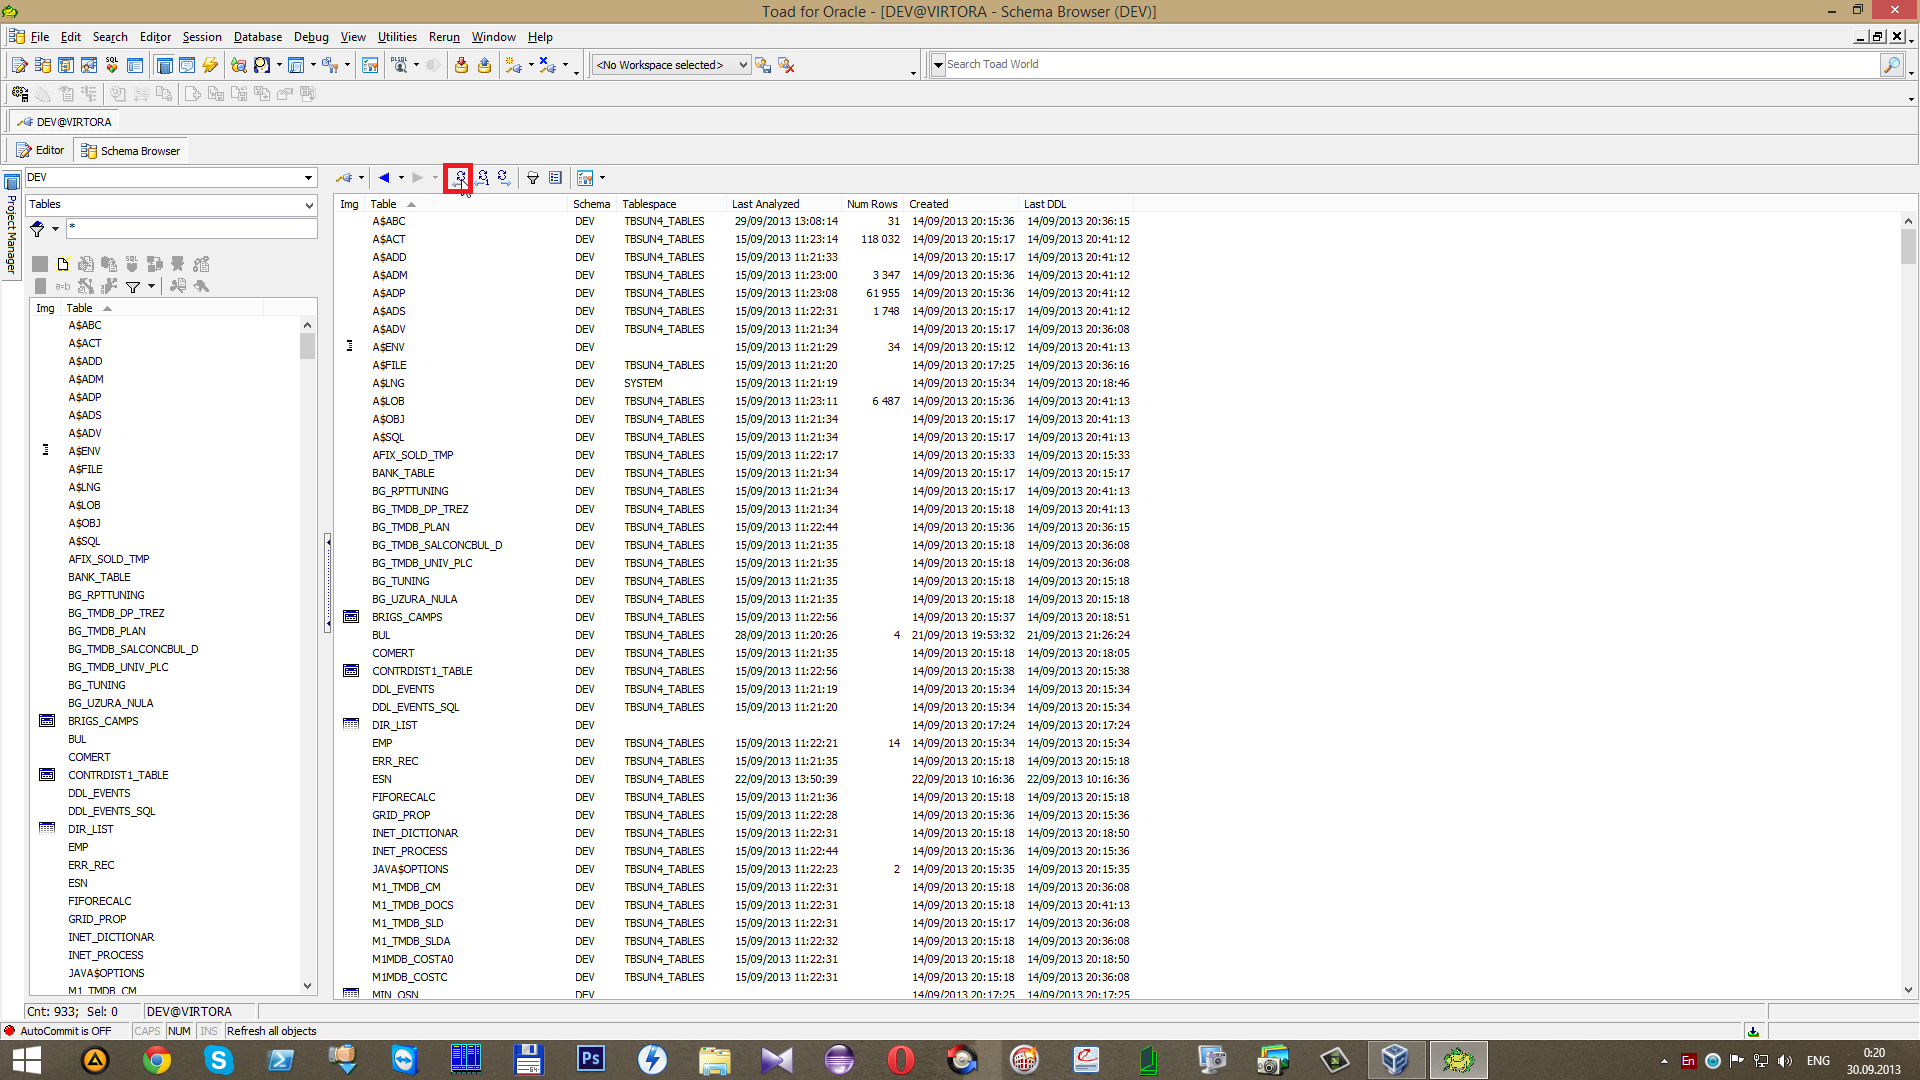 Toad for Oracle - [DEV@VIRTORA - Schema Browser (DEV)]
File Edit Search Editor Session Database Debug View Utilities Rerun Window Help
<No Workspace selected> Search Toad World
DEV@VIRTORA
Editor Schema Browser
Project Manager
DEV
Tables
*
Img Table
A$ABC
A$ACT
A$ADD
A$ADM
A$ADP
A$ADS
A$ADV
A$ENV
A$FILE
A$LNG
A$LOB
A$OBJ
A$SQL
AFIX_SOLD_TMP
BANK_TABLE
BG_RPTTUNING
BG_TMDB_DP_TREZ
BG_TMDB_PLAN
BG_TMDB_SALCONCBUL_D
BG_TMDB_UNIV_PLC
BG_TUNING
BG_UZURA_NULA
BRIGS_CAMPS
BUL
COMERT
CONTRDIST1_TABLE
DDL_EVENTS
DDL_EVENTS_SQL
DIR_LIST
EMP
ERR_REC
ESN
FIFORECALC
GRID_PROP
INET_DICTIONAR
INET_PROCESS
JAVA$OPTIONS
M1_TMDB_CM
Img Table Schema Tablespace Last Analyzed Num Rows Created Last DDL
A$ABC DEV TBSUN4_TABLES 29/09/2013 13:08:14 31 14/09/2013 20:15:36 14/09/2013 20:36:15
A$ACT DEV TBSUN4_TABLES 15/09/2013 11:23:14 118 032 14/09/2013 20:15:17 14/09/2013 20:41:12
A$ADD DEV TBSUN4_TABLES 15/09/2013 11:21:33 14/09/2013 20:15:17 14/09/2013 20:41:12
A$ADM DEV TBSUN4_TABLES 15/09/2013 11:23:00 3 347 14/09/2013 20:15:36 14/09/2013 20:41:12
A$ADP DEV TBSUN4_TABLES 15/09/2013 11:23:08 61 955 14/09/2013 20:15:36 14/09/2013 20:41:12
A$ADS DEV TBSUN4_TABLES 15/09/2013 11:22:31 1 748 14/09/2013 20:15:17 14/09/2013 20:41:12
A$ADV DEV TBSUN4_TABLES 15/09/2013 11:21:34 14/09/2013 20:15:17 14/09/2013 20:36:08
A$ENV DEV 15/09/2013 11:21:29 34 14/09/2013 20:15:12 14/09/2013 20:41:13
A$FILE DEV TBSUN4_TABLES 15/09/2013 11:21:20 14/09/2013 20:17:25 14/09/2013 20:36:16
A$LNG DEV SYSTEM 15/09/2013 11:21:19 14/09/2013 20:15:34 14/09/2013 20:18:46
A$LOB DEV TBSUN4_TABLES 15/09/2013 11:23:11 6 487 14/09/2013 20:15:36 14/09/2013 20:41:13
A$OBJ DEV TBSUN4_TABLES 15/09/2013 11:21:34 14/09/2013 20:15:17 14/09/2013 20:41:13
A$SQL DEV TBSUN4_TABLES 15/09/2013 11:21:34 14/09/2013 20:15:17 14/09/2013 20:41:13
AFIX_SOLD_TMP DEV TBSUN4_TABLES 15/09/2013 11:22:17 14/09/2013 20:15:33 14/09/2013 20:15:33
BANK_TABLE DEV TBSUN4_TABLES 15/09/2013 11:21:34 14/09/2013 20:15:17 14/09/2013 20:15:17
BG_RPTTUNING DEV TBSUN4_TABLES 15/09/2013 11:21:34 14/09/2013 20:15:17 14/09/2013 20:41:13
BG_TMDB_DP_TREZ DEV TBSUN4_TABLES 15/09/2013 11:21:34 14/09/2013 20:15:18 14/09/2013 20:41:13
BG_TMDB_PLAN DEV TBSUN4_TABLES 15/09/2013 11:22:44 14/09/2013 20:15:36 14/09/2013 20:36:15
BG_TMDB_SALCONCBUL_D DEV TBSUN4_TABLES 15/09/2013 11:21:35 14/09/2013 20:15:18 14/09/2013 20:36:08
BG_TMDB_UNIV_PLC DEV TBSUN4_TABLES 15/09/2013 11:21:35 14/09/2013 20:15:18 14/09/2013 20:36:08
BG_TUNING DEV TBSUN4_TABLES 15/09/2013 11:21:35 14/09/2013 20:15:18 14/09/2013 20:15:18
BG_UZURA_NULA DEV TBSUN4_TABLES 15/09/2013 11:21:35 14/09/2013 20:15:18 14/09/2013 20:15:18
BRIGS_CAMPS DEV TBSUN4_TABLES 15/09/2013 11:22:56 14/09/2013 20:15:37 14/09/2013 20:18:51
BUL DEV TBSUN4_TABLES 28/09/2013 11:20:26 4 21/09/2013 19:53:32 21/09/2013 21:26:24
COMERT DEV TBSUN4_TABLES 15/09/2013 11:21:35 14/09/2013 20:15:18 14/09/2013 20:18:05
CONTRDIST1_TABLE DEV TBSUN4_TABLES 15/09/2013 11:22:56 14/09/2013 20:15:38 14/09/2013 20:15:38
DDL_EVENTS DEV TBSUN4_TABLES 15/09/2013 11:21:19 14/09/2013 20:15:34 14/09/2013 20:15:34
DDL_EVENTS_SQL DEV TBSUN4_TABLES 15/09/2013 11:21:20 14/09/2013 20:15:34 14/09/2013 20:15:34
DIR_LIST DEV 14/09/2013 20:17:24 14/09/2013 20:17:24
EMP DEV TBSUN4_TABLES 15/09/2013 11:22:21 14 14/09/2013 20:15:34 14/09/2013 20:15:34
ERR_REC DEV TBSUN4_TABLES 15/09/2013 11:21:35 14/09/2013 20:15:18 14/09/2013 20:15:18
ESN DEV TBSUN4_TABLES 22/09/2013 13:50:39 22/09/2013 10:16:36 22/09/2013 10:16:36
FIFORECALC DEV TBSUN4_TABLES 15/09/2013 11:21:36 14/09/2013 20:15:18 14/09/2013 20:15:18
GRID_PROP DEV TBSUN4_TABLES 15/09/2013 11:22:28 14/09/2013 20:15:36 14/09/2013 20:15:36
INET_DICTIONAR DEV TBSUN4_TABLES 15/09/2013 11:22:31 14/09/2013 20:15:18 14/09/2013 20:18:50
INET_PROCESS DEV TBSUN4_TABLES 15/09/2013 11:22:44 14/09/2013 20:15:36 14/09/2013 20:15:36
JAVA$OPTIONS DEV TBSUN4_TABLES 15/09/2013 11:22:23 2 14/09/2013 20:15:35 14/09/2013 20:15:35
M1_TMDB_CM DEV TBSUN4_TABLES 15/09/2013 11:22:31 14/09/2013 20:15:18 14/09/2013 20:36:08
M1_TMDB_DOCS DEV TBSUN4_TABLES 15/09/2013 11:22:31 14/09/2013 20:15:18 14/09/2013 20:41:13
M1_TMDB_SLD DEV TBSUN4_TABLES 15/09/2013 11:22:31 14/09/2013 20:15:17 14/09/2013 20:36:08
M1_TMDB_SLDA DEV TBSUN4_TABLES 15/09/2013 11:22:32 14/09/2013 20:15:18 14/09/2013 20:36:08
M1MDB_COSTA0 DEV TBSUN4_TABLES 15/09/2013 11:22:31 14/09/2013 20:15:18 14/09/2013 20:18:50
M1MDB_COSTC DEV TBSUN4_TABLES 15/09/2013 11:22:31 14/09/2013 20:15:18 14/09/2013 20:36:08
MIN_OSN DEV 14/09/2013 20:17:25 14/09/2013 20:17:25
Cnt: 933; Sel: 0 DEV@VIRTORA
AutoCommit is OFF CAPS NUM INS Refresh all objects
Ps En ENG 0:20
30.09.2013